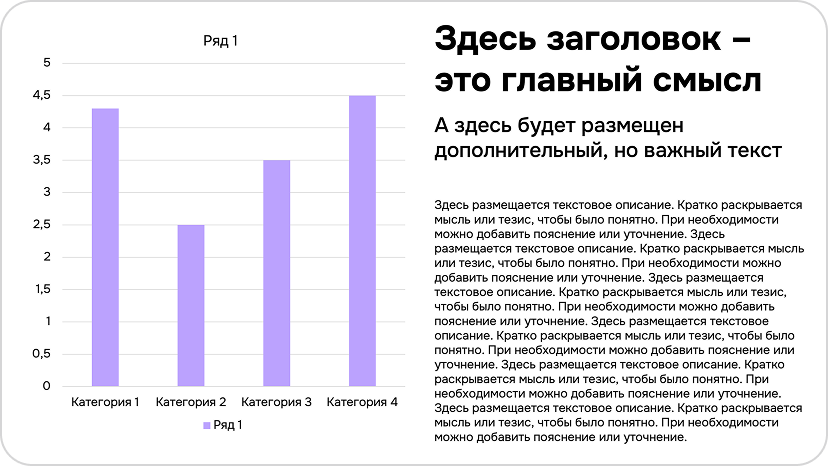 Ряд 1
5
4,5
4
3,5
3
2,5
2
1,5
1
0,5
0
Категория 1 Категория 2 Категория 3 Категория 4
Ряд 1
Здесь заголовок –
это главный смысл
А здесь будет размещен
дополнительный, но важный текст
Здесь размещается текстовое описание. Кратко раскрывается
мысль или тезис, чтобы было понятно. При необходимости
можно добавить пояснение или уточнение. Здесь
размещается текстовое описание. Кратко раскрывается мысль
или тезис, чтобы было понятно. При необходимости можно
добавить пояснение или уточнение. Здесь размещается
текстовое описание. Кратко раскрывается мысль или тезис,
чтобы было понятно. При необходимости можно добавить
пояснение или уточнение. Здесь размещается текстовое
описание. Кратко раскрывается мысль или тезис, чтобы было
понятно. При необходимости можно добавить пояснение или
уточнение. Здесь размещается текстовое описание. Кратко
раскрывается мысль или тезис, чтобы было понятно. При
необходимости можно добавить пояснение или уточнение.
Здесь размещается текстовое описание. Кратко раскрывается
мысль или тезис, чтобы было понятно. При необходимости
можно добавить пояснение или уточнение.